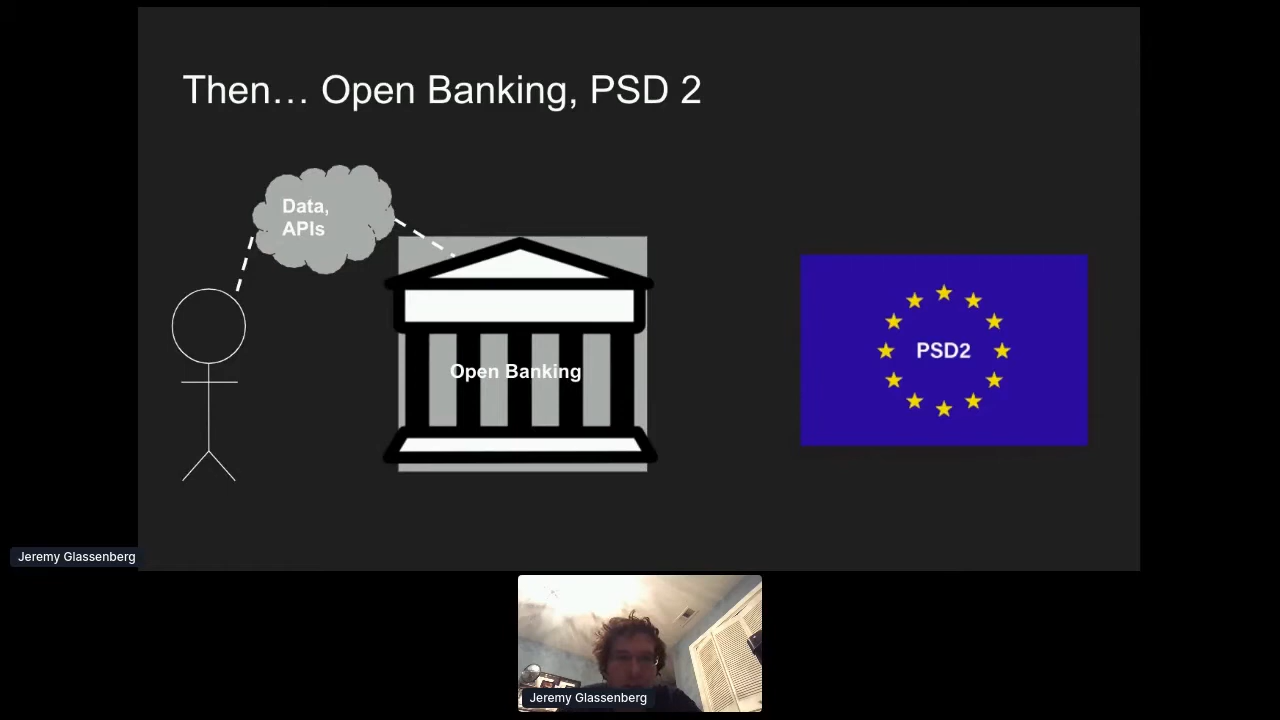 Then… Open Banking, PSD 2
Data,
APIs
Open Banking
PSD2
Jeremy Glassenberg
Jeremy Glassenberg